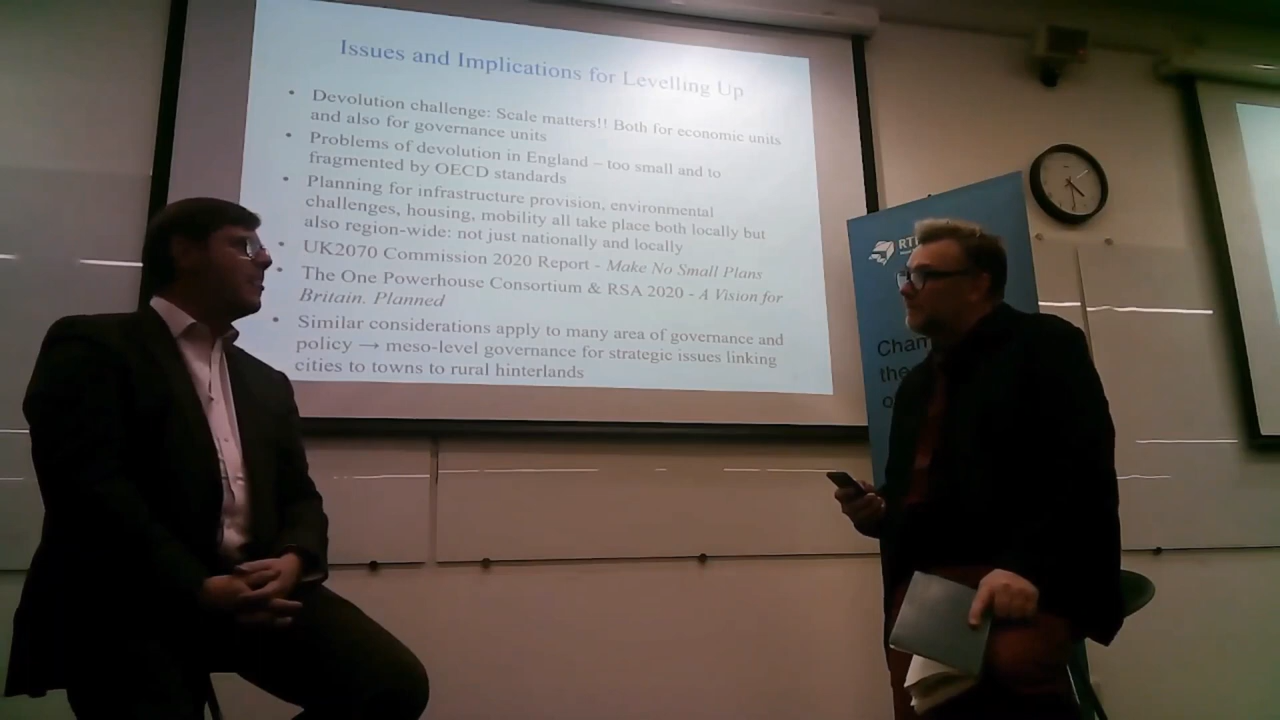 Issues and Implications for Levelling Up
• Devolution challenge: Scale matters!! Both for economic units
and also for governance units
• Problems of devolution in England – too small and to
fragmented by OECD standards
• Planning for infrastructure provision, environmental
challenges, housing, mobility all take place both locally but
also region-wide: not just nationally and locally
• UK2070 Commission 2020 Report - Make No Small Plans
• The One Powerhouse Consortium & RSA 2020 - A Vision for
Britain. Planned
• Similar considerations apply to many area of governance and
policy → meso-level governance for strategic issues linking
cities to towns to rural hinterlands